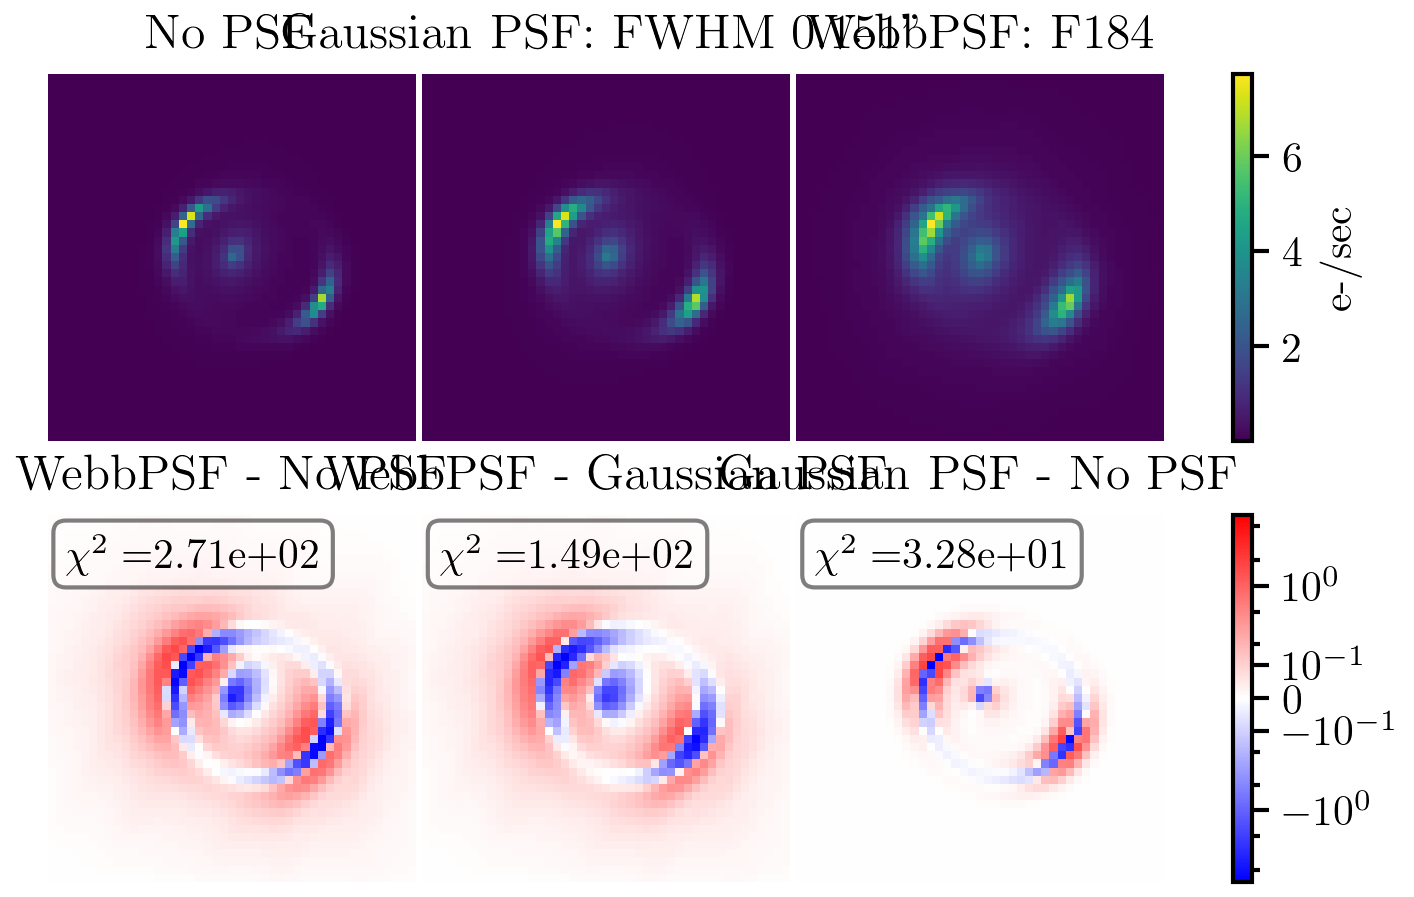 No PSF
Gaussian PSF: FWHM 0.151”
WebbPSF: F184
6
4
2
e-/sec
WebbPSF - No PSF
WebbPSF - Gaussian PSF
Gaussian PSF - No PSF
χ² =2.71e+02
χ² =1.49e+02
χ² =3.28e+01
10⁰
10⁻¹
0
−10⁻¹
−10⁰